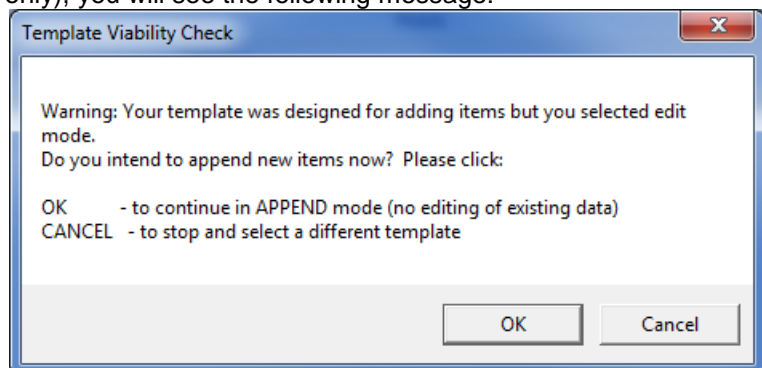 only), you will see the following message:
Template Viability Check
Warning: Your template was designed for adding items but you selected edit
mode.
Do you intend to append new items now? Please click:
OK - to continue in APPEND mode (no editing of existing data)
CANCEL - to stop and select a different template
OK Cancel